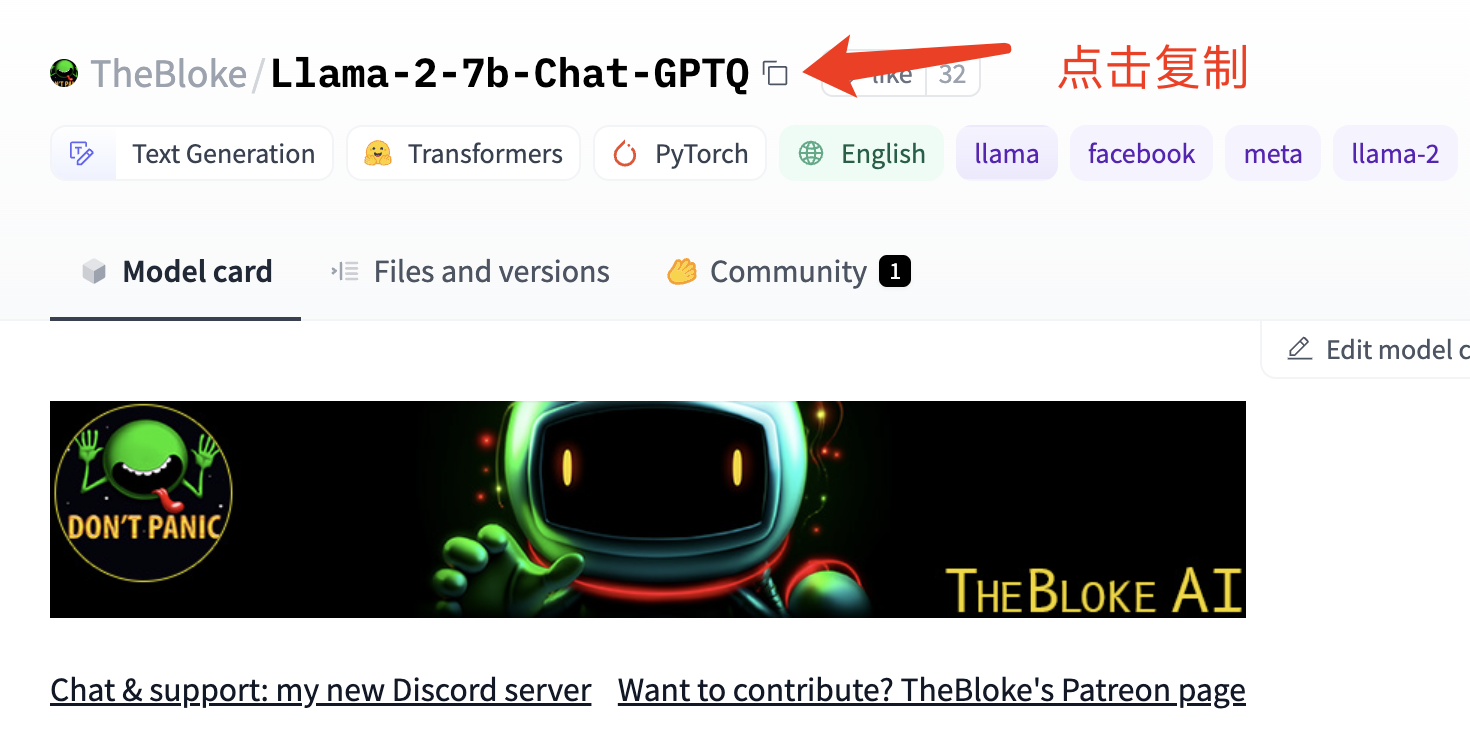 TheBloke/Llama-2-7b-Chat-GPTQ like 32 点击复制
Text Generation Transformers PyTorch English llama facebook meta llama-2
Model card Files and versions Community 1
Edit model c
DON'T PANIC
THEBLOKE AI
Chat & support: my new Discord server Want to contribute? TheBloke's Patreon page